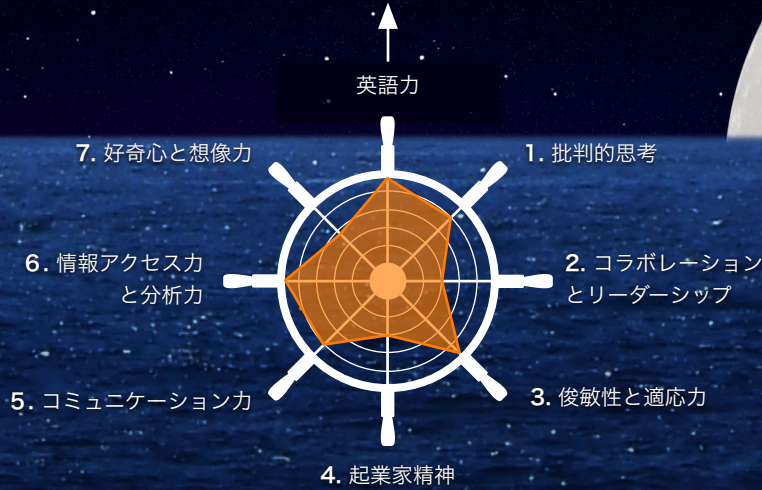 英語力
7. 好奇心と想像力
1. 批判的思考
6. 情報アクセス力
と分析力
2. コラボレーション
とリーダーシップ
5. コミュニケーション力
3. 俊敏性と適応力
4. 起業家精神